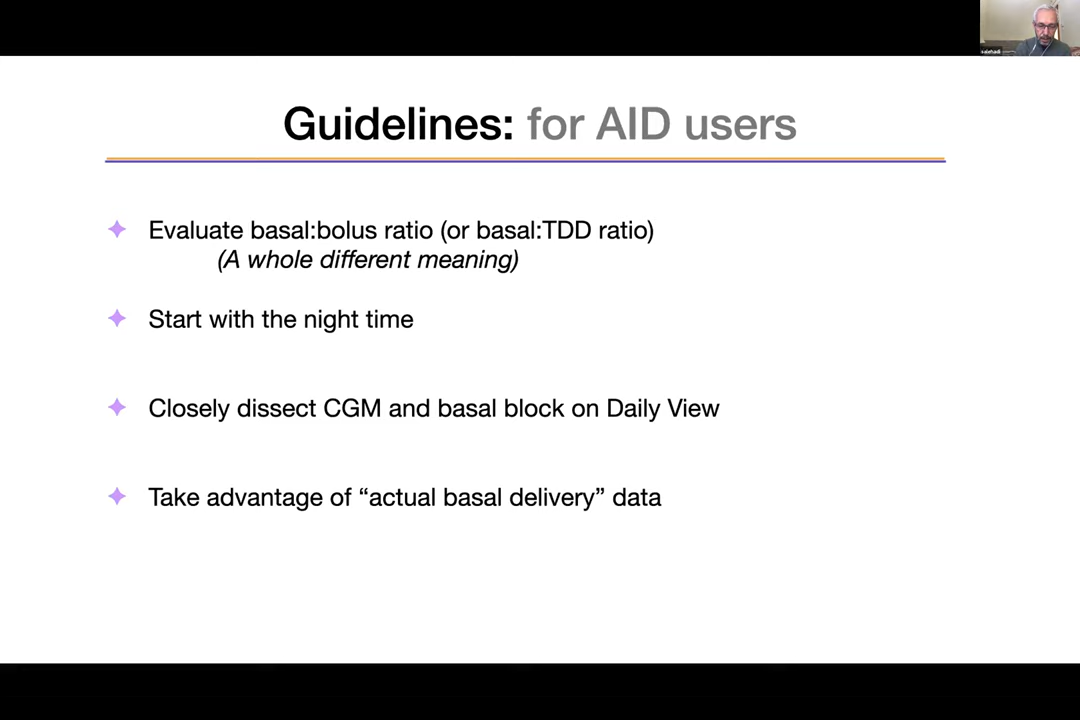 Guidelines: for AID users
Evaluate basal:bolus ratio (or basal:TDD ratio)
(A whole different meaning)
Start with the night time
Closely dissect CGM and basal block on Daily View
Take advantage of “actual basal delivery” data